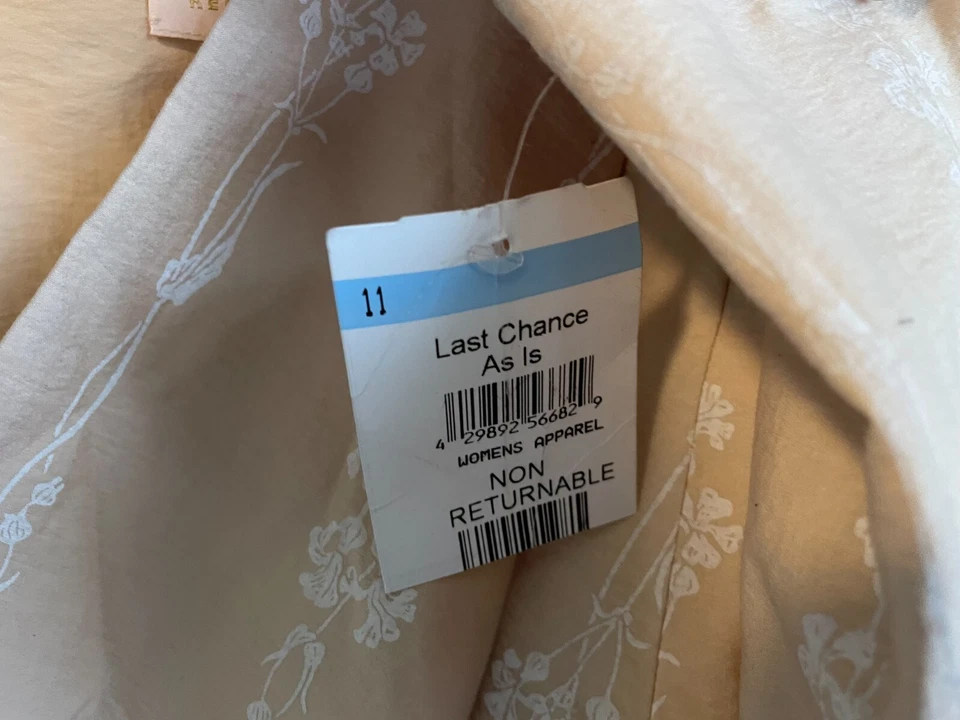 11
Last Chance
As Is
4 29892 56682 9
WOMENS APPAREL
NON
RETURNABLE